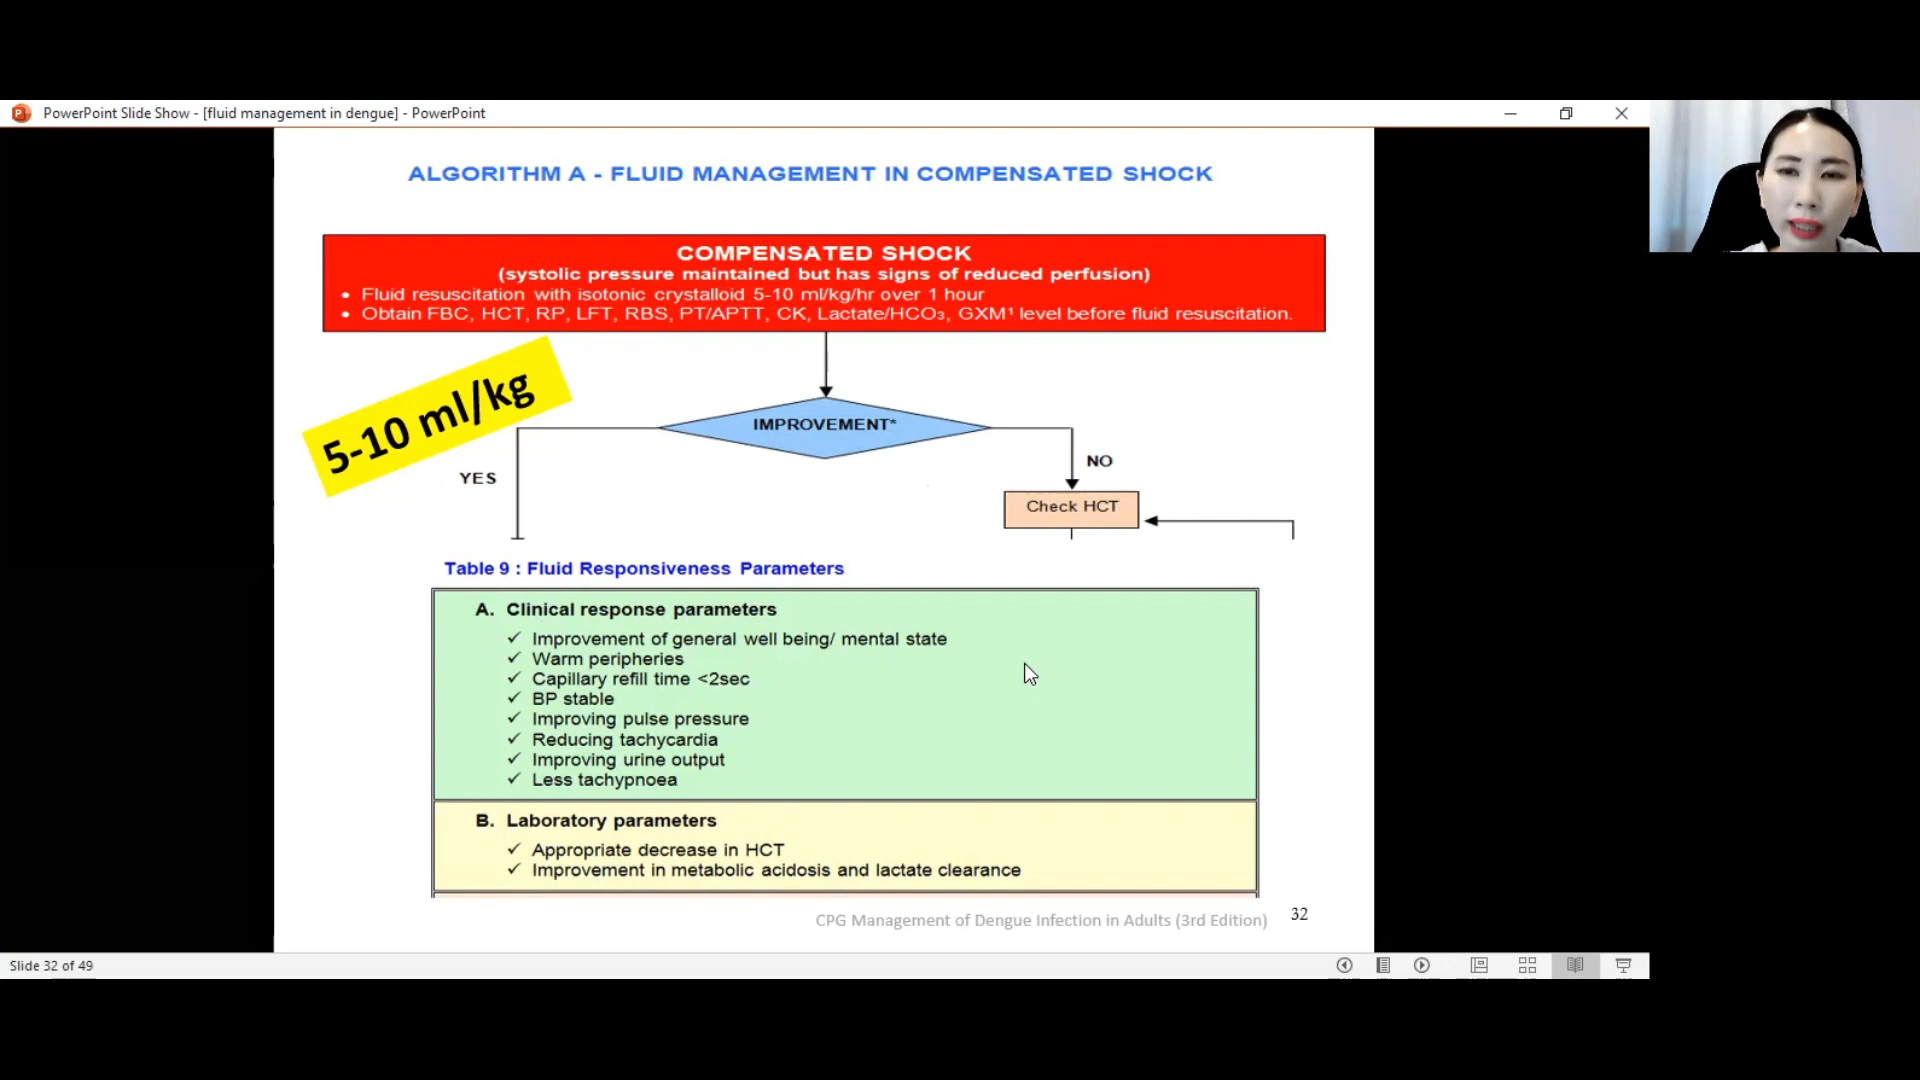 PowerPoint Slide Show - [fluid management in dengue] - PowerPoint
ALGORITHM A - FLUID MANAGEMENT IN COMPENSATED SHOCK
COMPENSATED SHOCK
(systolic pressure maintained but has signs of reduced perfusion)
• Fluid resuscitation with isotonic crystalloid 5-10 ml/kg/hr over 1 hour
• Obtain FBC, HCT, RP, LFT, RBS, PT/APTT, CK, Lactate/HCO₃, GXM¹ level before fluid resuscitation.
5-10 ml/kg
IMPROVEMENT*
YES
NO
Check HCT
Table 9 : Fluid Responsiveness Parameters
A. Clinical response parameters
✓ Improvement of general well being/ mental state
✓ Warm peripheries
✓ Capillary refill time <2sec
✓ BP stable
✓ Improving pulse pressure
✓ Reducing tachycardia
✓ Improving urine output
✓ Less tachypnoea
B. Laboratory parameters
✓ Appropriate decrease in HCT
✓ Improvement in metabolic acidosis and lactate clearance
CPG Management of Dengue Infection in Adults (3rd Edition)
32
Slide 32 of 49